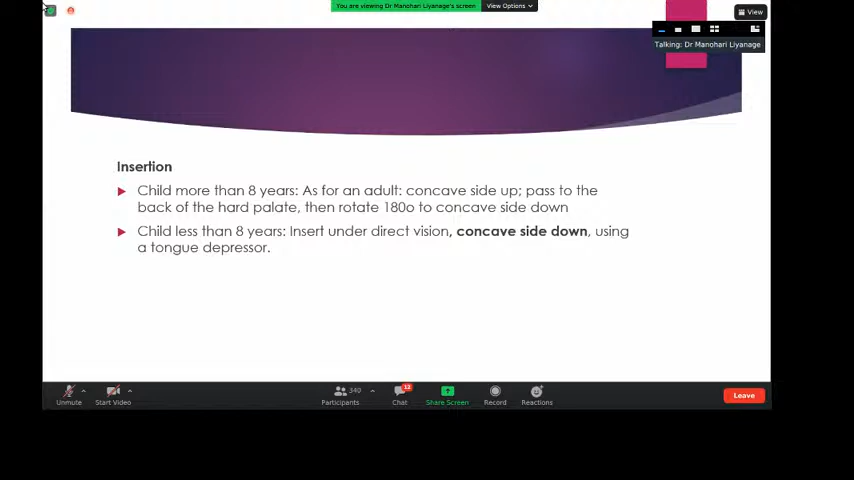 You are viewing Dr Manohari Liyanage's screen
View Options
View
Talking: Dr Manohari Liyanage
Insertion
Child more than 8 years: As for an adult: concave side up; pass to the
back of the hard palate, then rotate 180o to concave side down
Child less than 8 years: Insert under direct vision, concave side down, using
a tongue depressor.
Unmute
Start Video
340
Participants
12
Chat
Share Screen
Record
Reactions
Leave